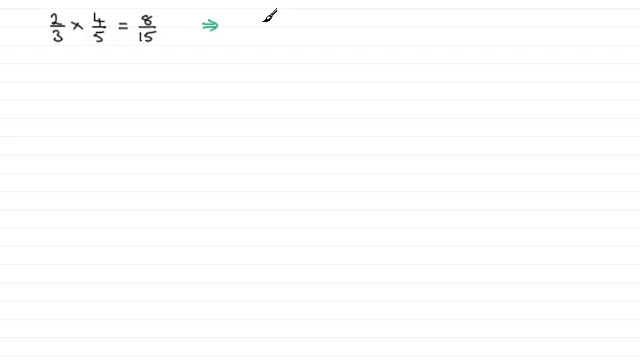 2/3 × 4/5 = 8/15 ⇒